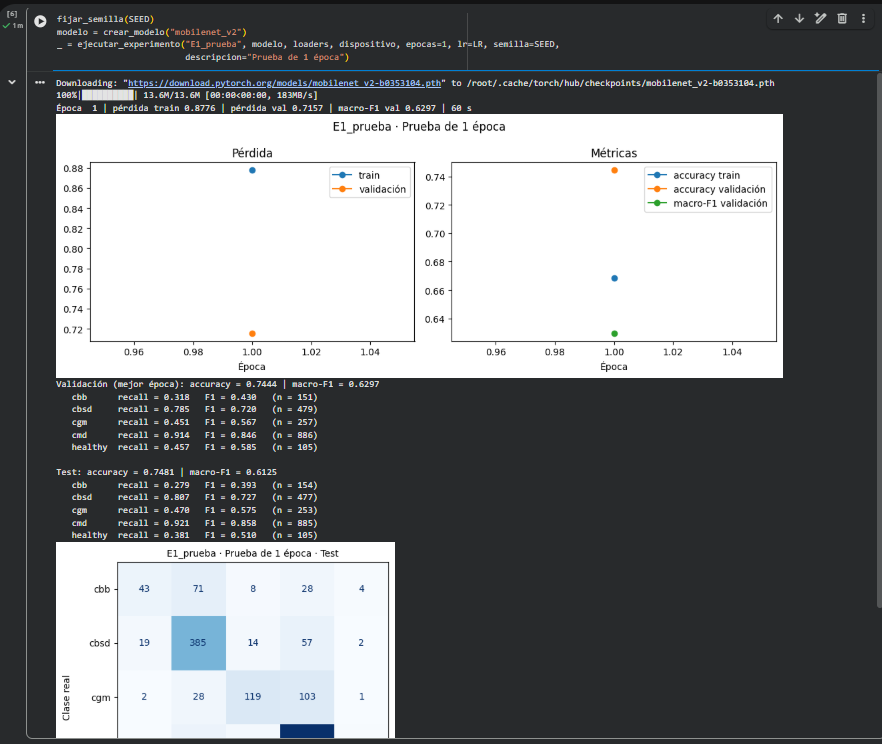 [6]
✓ 1m
fijar_semilla(SEED)
modelo = crear_modelo("mobilenet_v2")
_ = ejecutar_experimento("E1_prueba", modelo, loaders, dispositivo, epocas=1, lr=LR, semilla=SEED,
descripcion="Prueba de 1 época")
Downloading: "https://download.pytorch.org/models/mobilenet_v2-b0353104.pth" to /root/.cache/torch/hub/checkpoints/mobilenet_v2-b0353104.pth
100%|██████████| 13.6M/13.6M [00:00<00:00, 183MB/s]
Época  1 | pérdida train 0.8776 | pérdida val 0.7157 | macro-F1 val 0.6297 | 60 s
E1_prueba · Prueba de 1 época
Pérdida
train
validación
0.88
0.86
0.84
0.82
0.80
0.78
0.76
0.74
0.72
0.96 0.98 1.00 1.02 1.04
Época
Métricas
accuracy train
accuracy validación
macro-F1 validación
0.74
0.72
0.70
0.68
0.66
0.64
0.96 0.98 1.00 1.02 1.04
Época
Validación (mejor época): accuracy = 0.7444 | macro-F1 = 0.6297
cbb recall = 0.318 F1 = 0.430 (n = 151)
cbsd recall = 0.785 F1 = 0.720 (n = 479)
cgm recall = 0.451 F1 = 0.567 (n = 257)
cmd recall = 0.914 F1 = 0.846 (n = 886)
healthy recall = 0.457 F1 = 0.585 (n = 105)
Test: accuracy = 0.7481 | macro-F1 = 0.6125
cbb recall = 0.279 F1 = 0.393 (n = 154)
cbsd recall = 0.807 F1 = 0.727 (n = 477)
cgm recall = 0.470 F1 = 0.575 (n = 253)
cmd recall = 0.921 F1 = 0.858 (n = 885)
healthy recall = 0.381 F1 = 0.510 (n = 105)
E1_prueba · Prueba de 1 época · Test
cbb 43 71 8 28 4
cbsd 19 385 14 57 2
cgm 2 28 119 103 1
Clase real